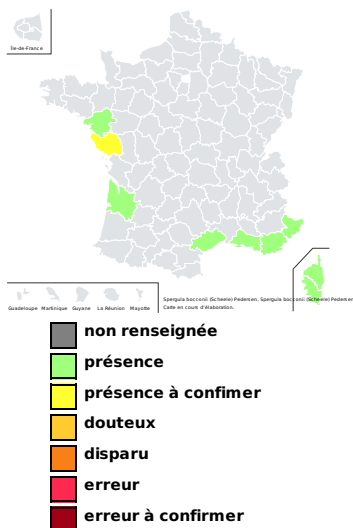 Île-de-France
Guadeloupe Martinique Guyane La Réunion Mayotte
Spergula bocconii (Scheele) Pedersen, Spergula bocconii (Scheele) Pedersen
Carte en cours d'élaboration.
non renseignée
présence
présence à confimer
douteux
disparu
erreur
erreur à confirmer